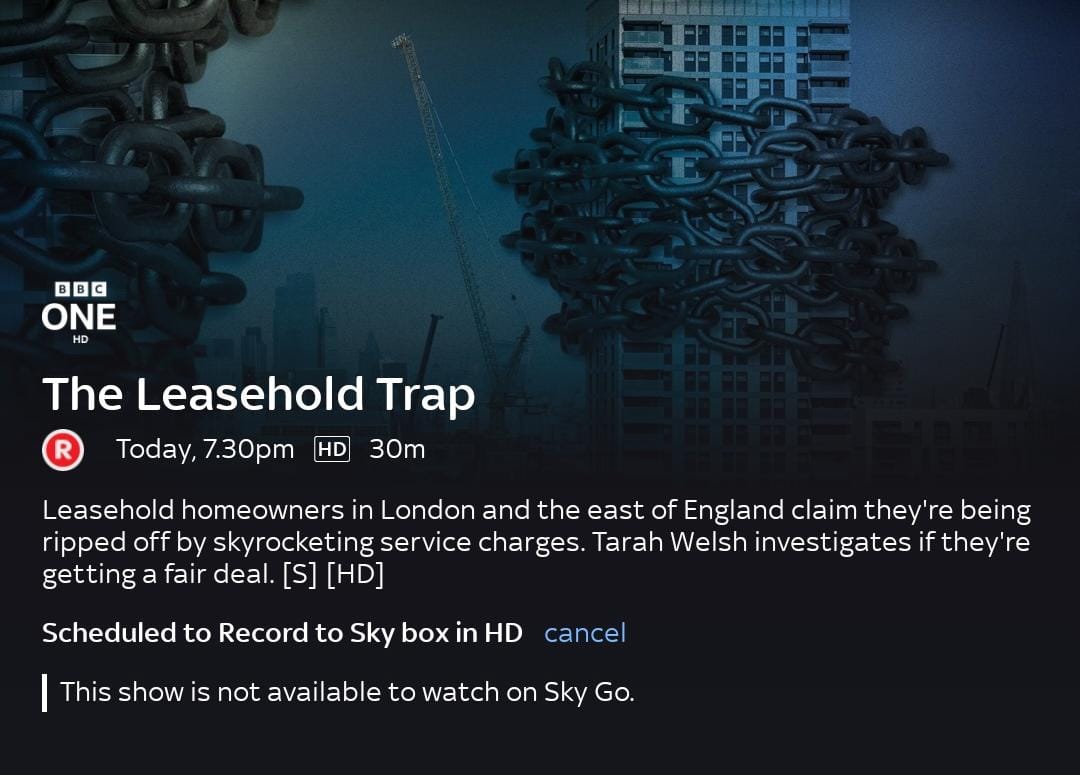 BBC
ONE
HD
The Leasehold Trap
R Today, 7.30pm HD 30m
Leasehold homeowners in London and the east of England claim they're being
ripped off by skyrocketing service charges. Tarah Welsh investigates if they're
getting a fair deal. [S] [HD]
Scheduled to Record to Sky box in HD cancel
This show is not available to watch on Sky Go.